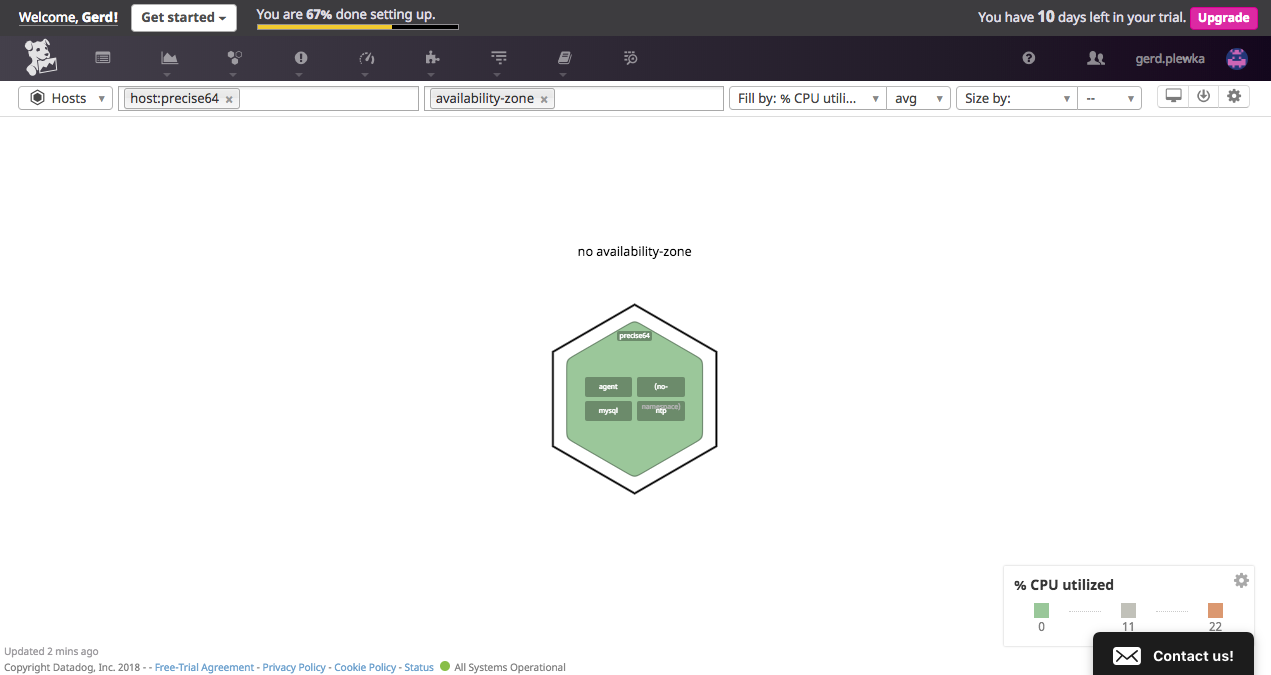 Welcome, Gerd! Get started You are 67% done setting up. You have 10 days left in your trial. Upgrade
gerd.plewka
Hosts host:precise64 × availability-zone × Fill by: % CPU utili... avg Size by: --
no availability-zone
precise64
agent (no-
namespace)
mysql ntp
% CPU utilized
0 11 22
Updated 2 mins ago
Contact us!
Copyright Datadog, Inc. 2018 - - Free-Trial Agreement - Privacy Policy - Cookie Policy - Status All Systems Operational